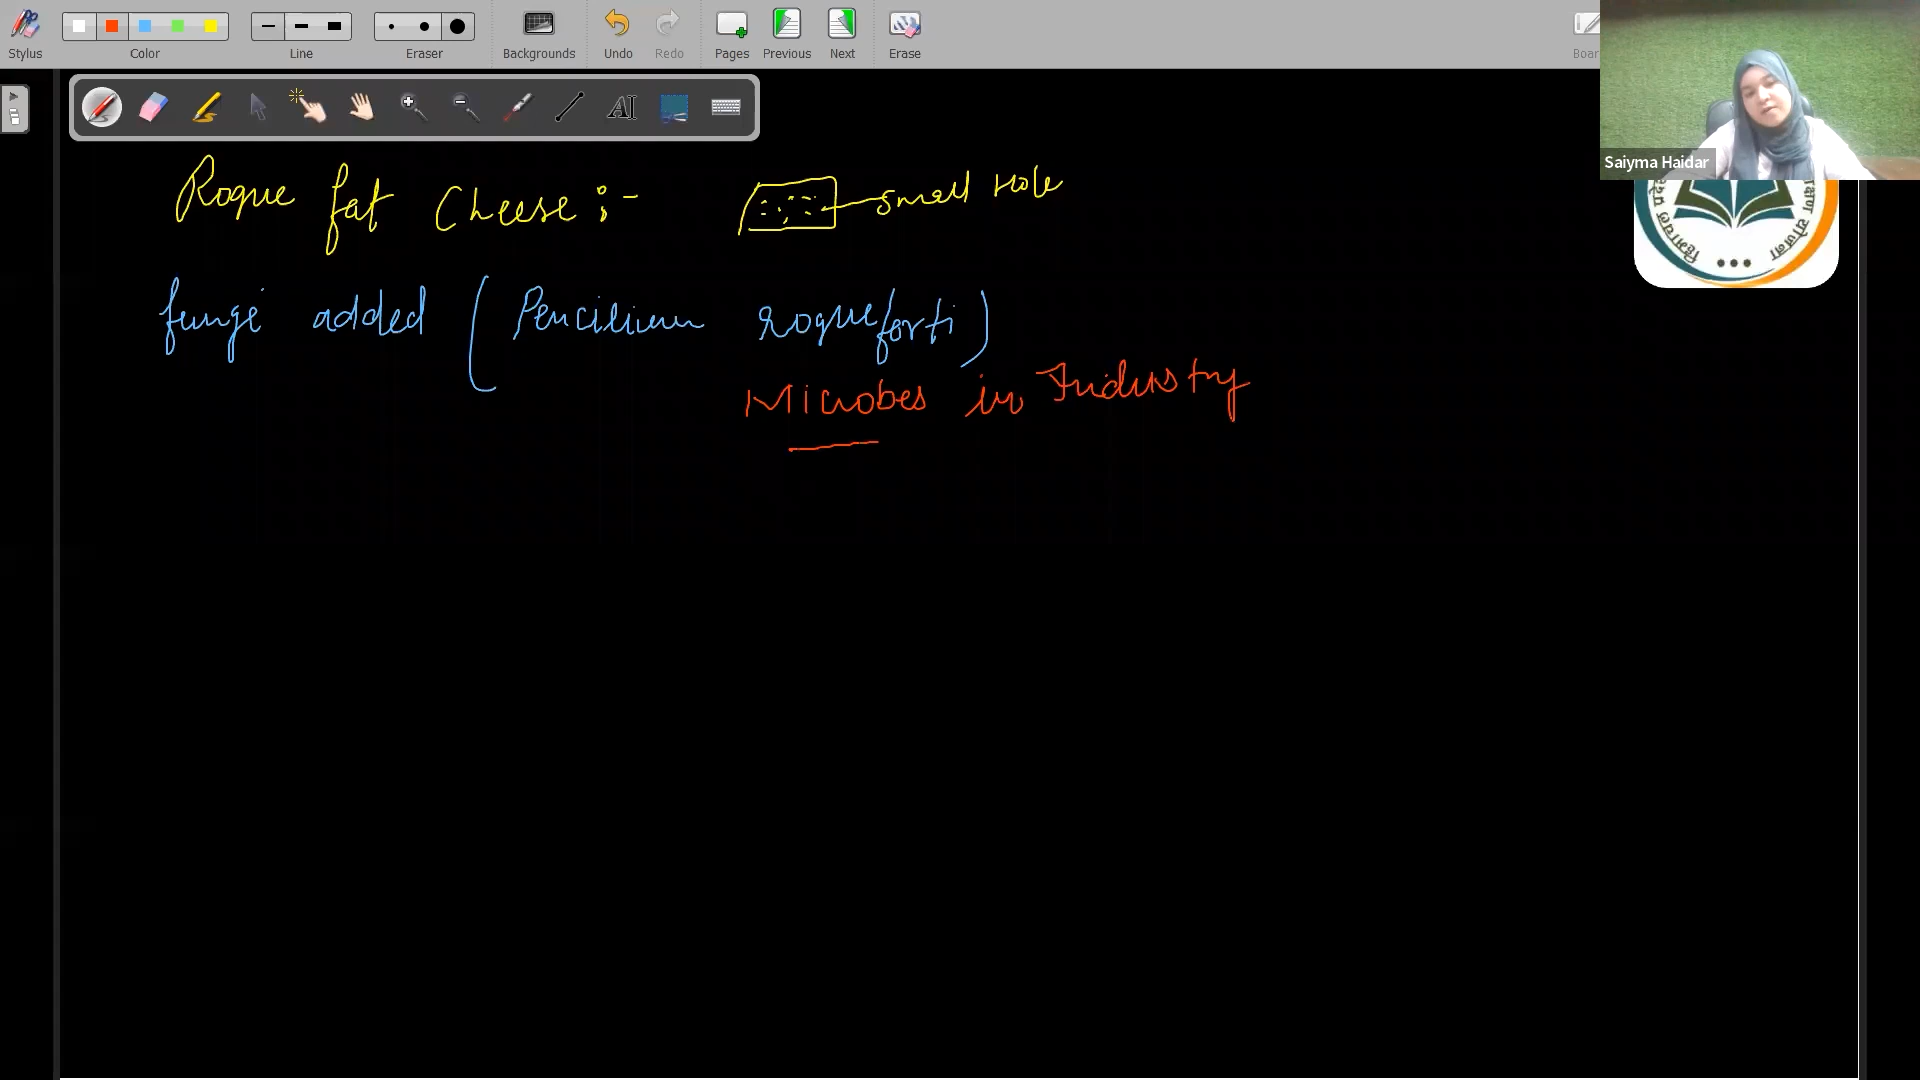 Stylus Color Line Eraser Backgrounds Undo Redo Pages Previous Next Erase Boar
Saiyma Haidar
Roque fat Cheese :-
small Hole
fungi added ( Pencilium roqueforti )
Microbes in Industry